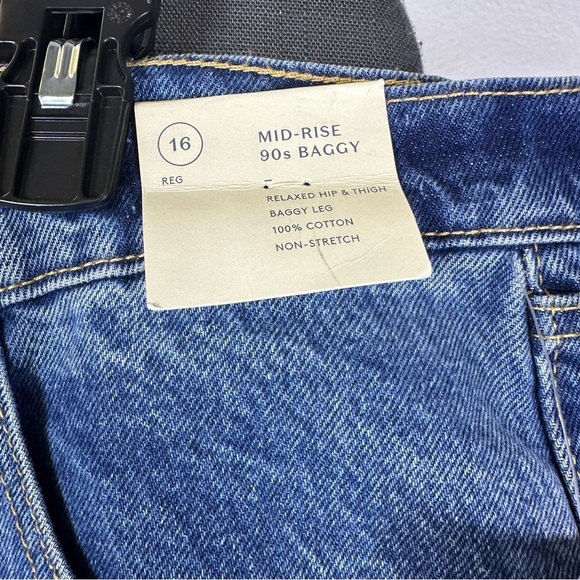 16
REG
MID-RISE
90s BAGGY
–
RELAXED HIP & THIGH
BAGGY LEG
100% COTTON
NON-STRETCH